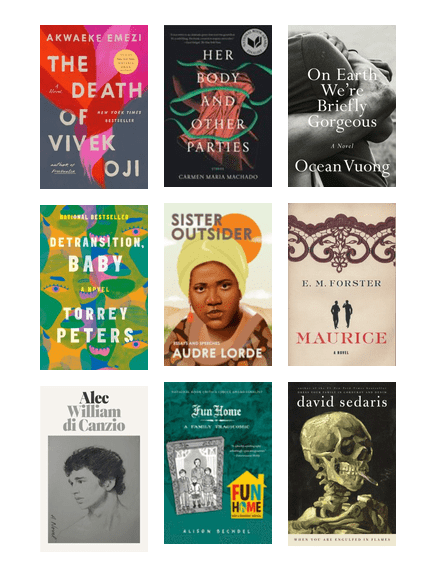 AKWAEKE EMEZI
THE
DEATH
OF
VIVEK
OJI
A
Novel
NEW YORK TIMES
BESTSELLER
HER
BODY
AND
OTHER
PARTIES
STORIES
CARMEN MARIA MACHADO
On Earth
We're
Briefly
Gorgeous
A Novel
Ocean Vuong
NATIONAL BESTSELLER
DETRANSITION,
BABY
A NOVEL
TORREY
PETERS
SISTER
OUTSIDER
ESSAYS AND SPEECHES
AUDRE LORDE
E. M. FORSTER
MAURICE
A NOVEL
Alec
William
di Canzio
A Novel
Fun Home
A FAMILY TRAGICOMIC
FUN
HOME
ALISON BECHDEL
david sedaris
WHEN YOU ARE ENGULFED IN FLAMES